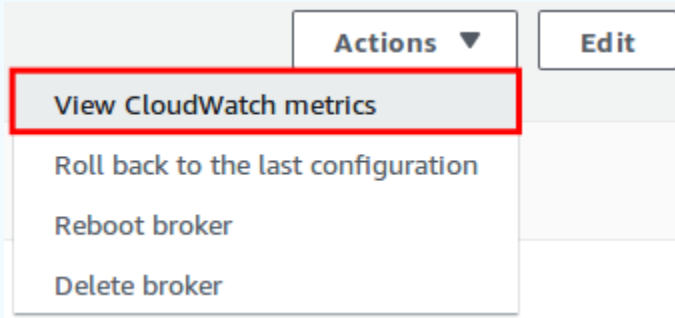 Actions ▼ Edit
View CloudWatch metrics
Roll back to the last configuration
Reboot broker
Delete broker